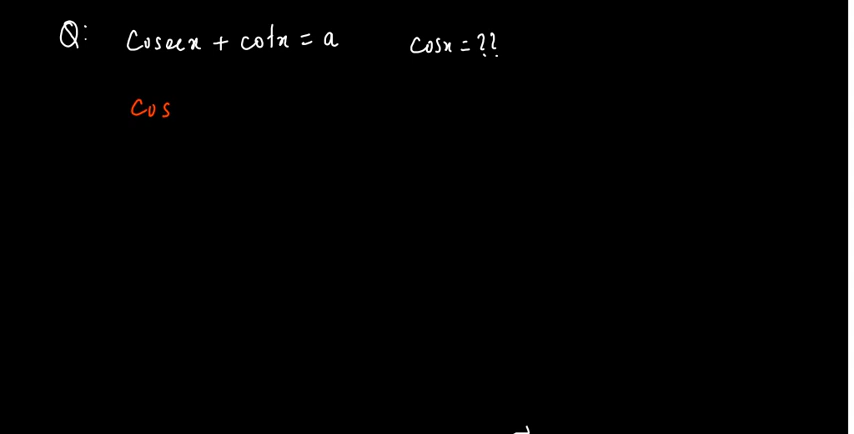 Q: Cosecx + cotx = a cosx = ??
Cos